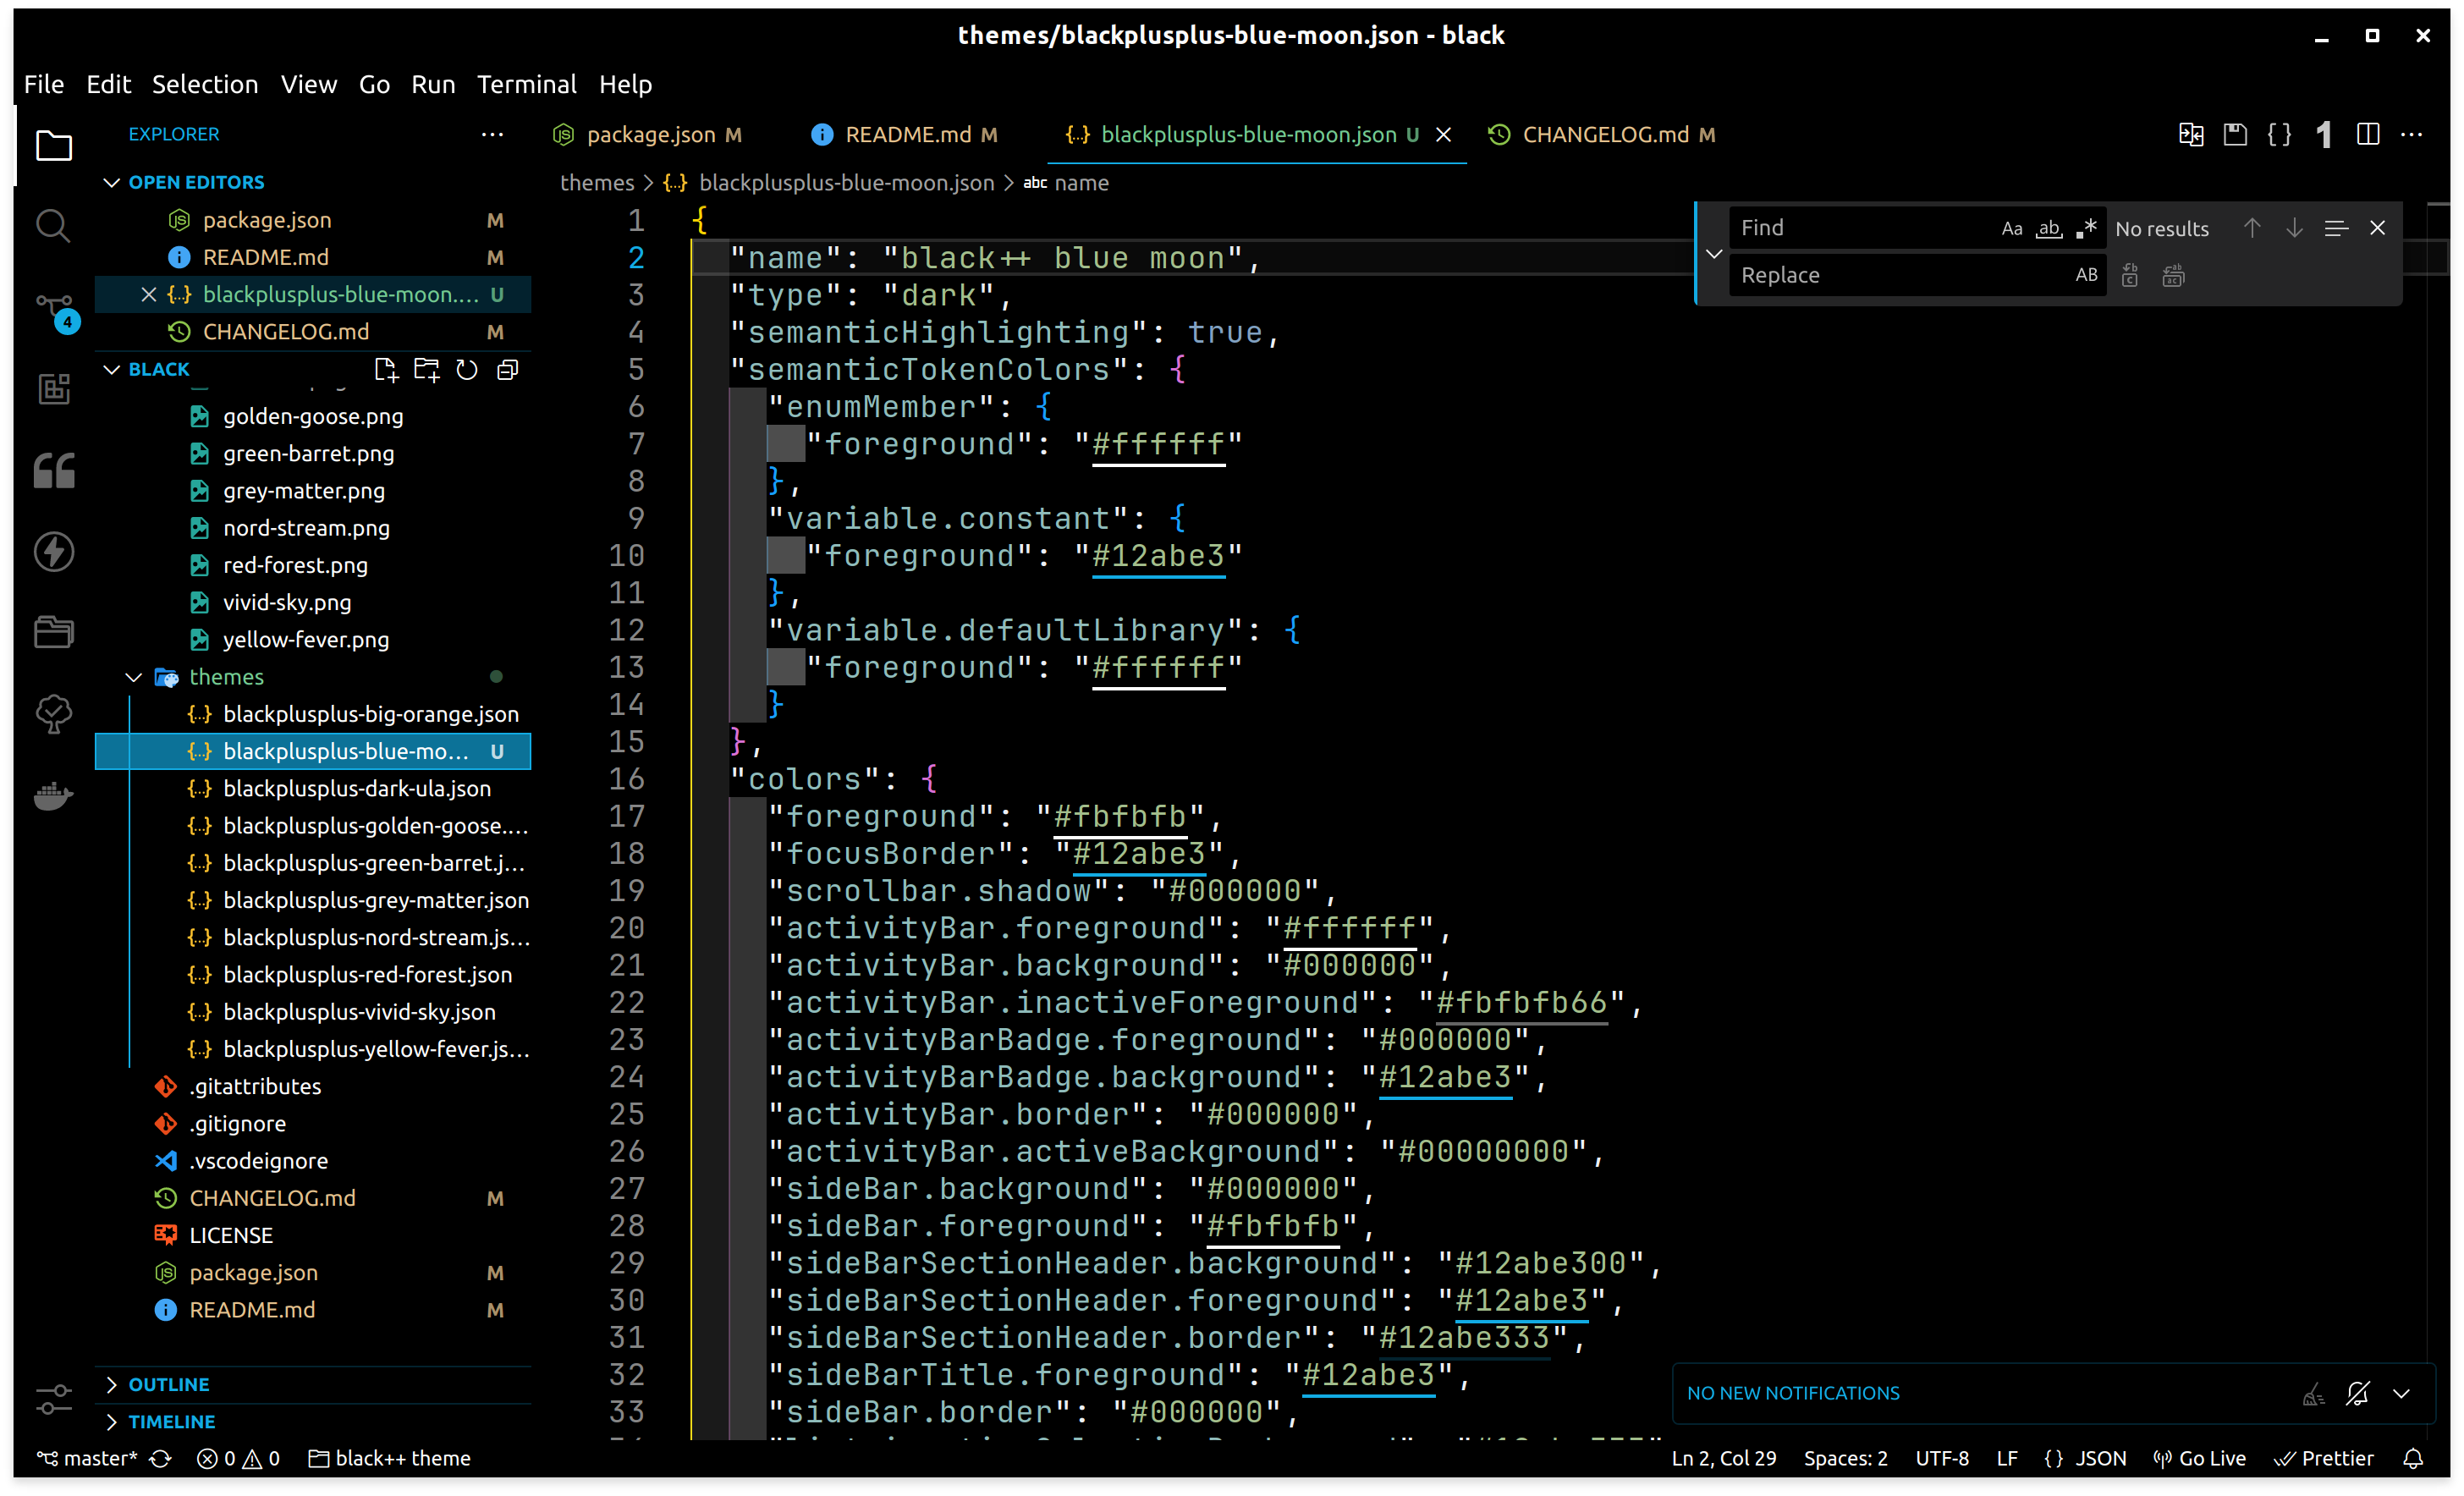 themes/blackplusplus-blue-moon.json - black
File Edit Selection View Go Run Terminal Help
EXPLORER
OPEN EDITORS
package.json M
README.md M
blackplusplus-blue-moon.... U
CHANGELOG.md M
BLACK
golden-goose.png
green-barret.png
grey-matter.png
nord-stream.png
red-forest.png
vivid-sky.png
yellow-fever.png
themes
blackplusplus-big-orange.json
blackplusplus-blue-mo... U
blackplusplus-dark-ula.json
blackplusplus-golden-goose....
blackplusplus-green-barret.j...
blackplusplus-grey-matter.json
blackplusplus-nord-stream.js...
blackplusplus-red-forest.json
blackplusplus-vivid-sky.json
blackplusplus-yellow-fever.js...
.gitattributes
.gitignore
.vscodeignore
CHANGELOG.md M
LICENSE
package.json M
README.md M
OUTLINE
TIMELINE
4
package.json M README.md M blackplusplus-blue-moon.json U CHANGELOG.md M
1
themes > {..} blackplusplus-blue-moon.json > abc name
Find Aa ab .* No results
Replace AB
1 {
2 "name": "black++ blue moon",
3 "type": "dark",
4 "semanticHighlighting": true,
5 "semanticTokenColors": {
6 "enumMember": {
7 "foreground": "#ffffff"
8 },
9 "variable.constant": {
10 "foreground": "#12abe3"
11 },
12 "variable.defaultLibrary": {
13 "foreground": "#ffffff"
14 }
15 },
16 "colors": {
17 "foreground": "#fbfbfb",
18 "focusBorder": "#12abe3",
19 "scrollbar.shadow": "#000000",
20 "activityBar.foreground": "#ffffff",
21 "activityBar.background": "#000000",
22 "activityBar.inactiveForeground": "#fbfbfb66",
23 "activityBarBadge.foreground": "#000000",
24 "activityBarBadge.background": "#12abe3",
25 "activityBar.border": "#000000",
26 "activityBar.activeBackground": "#00000000",
27 "sideBar.background": "#000000",
28 "sideBar.foreground": "#fbfbfb",
29 "sideBarSectionHeader.background": "#12abe300",
30 "sideBarSectionHeader.foreground": "#12abe3",
31 "sideBarSectionHeader.border": "#12abe333",
32 "sideBarTitle.foreground": "#12abe3",
33 "sideBar.border": "#000000",
NO NEW NOTIFICATIONS
master* 0 0 black++ theme Ln 2, Col 29 Spaces: 2 UTF-8 LF {} JSON Go Live Prettier